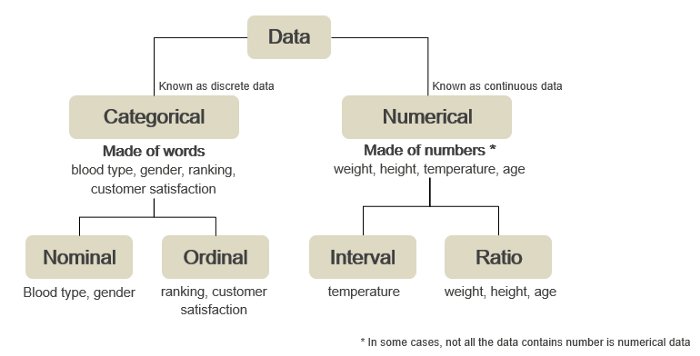 Data
Known as discrete data
Known as continuous data
Categorical
Numerical
Made of words
blood type, gender, ranking,
customer satisfaction
Made of numbers *
weight, height, temperature, age
Nominal
Ordinal
Interval
Ratio
Blood type, gender
ranking, customer
satisfaction
temperature
weight, height, age
* In some cases, not all the data contains number is numerical data